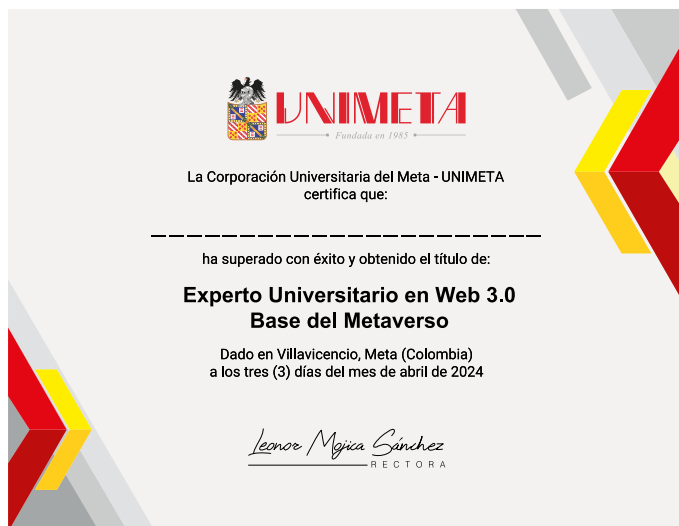 UNIMETA
Fundada en 1985
La Corporación Universitaria del Meta - UNIMETA
certifica que:
ha superado con éxito y obtenido el título de:
Experto Universitario en Web 3.0
Base del Metaverso
Dado en Villavicencio, Meta (Colombia)
a los tres (3) días del mes de abril de 2024
Leonor Mojica Sánchez
RECTORA